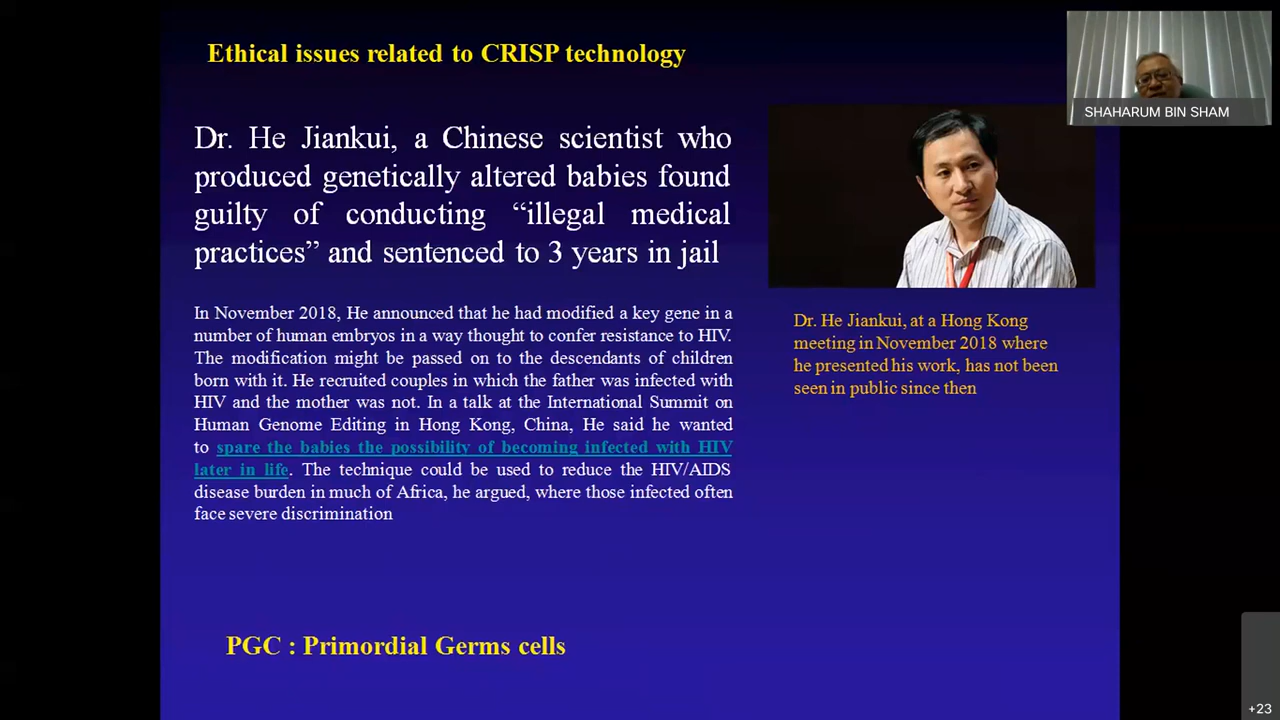 Ethical issues related to CRISP technology
SHAHARUM BIN SHAM
Dr. He Jiankui, a Chinese scientist who
produced genetically altered babies found
guilty of conducting “illegal medical
practices” and sentenced to 3 years in jail
In November 2018, He announced that he had modified a key gene in a
number of human embryos in a way thought to confer resistance to HIV.
The modification might be passed on to the descendants of children
born with it. He recruited couples in which the father was infected with
HIV and the mother was not. In a talk at the International Summit on
Human Genome Editing in Hong Kong, China, He said he wanted
to spare the babies the possibility of becoming infected with HIV
later in life. The technique could be used to reduce the HIV/AIDS
disease burden in much of Africa, he argued, where those infected often
face severe discrimination
Dr. He Jiankui, at a Hong Kong
meeting in November 2018 where
he presented his work, has not been
seen in public since then
PGC : Primordial Germs cells
+23